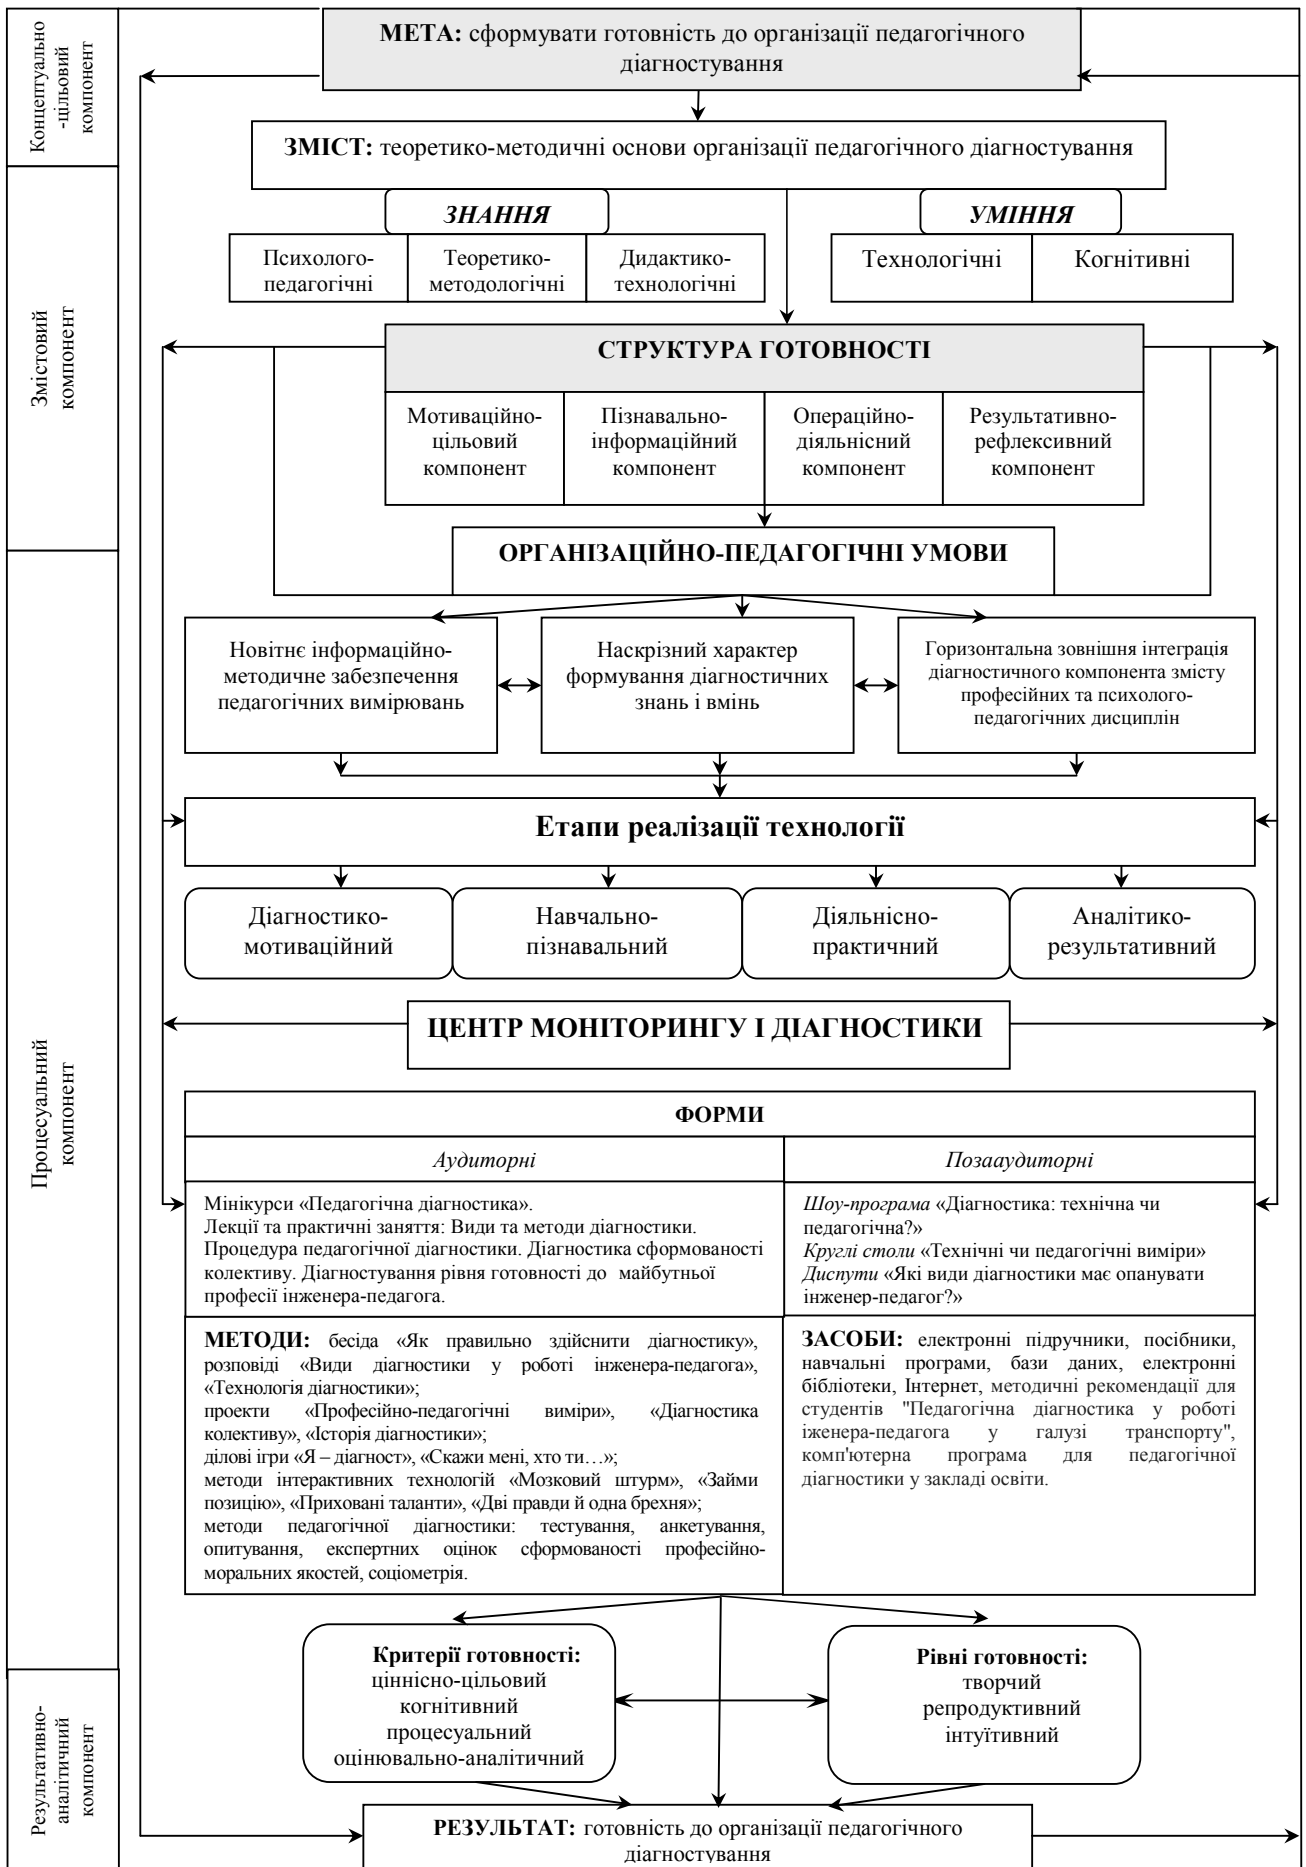 Концептуально
-цільовий
компонент
МЕТА: сформувати готовність до організації педагогічного
діагностування
ЗМІСТ: теоретико-методичні основи організації педагогічного діагностування
Змістовий
компонент
ЗНАННЯ
УМІННЯ
Психолого-
педагогічні
Теоретико-
методологічні
Дидактико-
технологічні
Технологічні
Когнітивні
СТРУКТУРА ГОТОВНОСТІ
Мотиваційно-
цільовий
компонент
Пізнавально-
інформаційний
компонент
Операційно-
діяльнісний
компонент
Результативно-
рефлексивний
компонент
Процесуальний
компонент
ОРГАНІЗАЦІЙНО-ПЕДАГОГІЧНІ УМОВИ
Новітнє інформаційно-
методичне забезпечення
педагогічних вимірювань
Наскрізний характер
формування діагностичних
знань і вмінь
Горизонтальна зовнішня інтеграція
діагностичного компонента змісту
професійних та психолого-
педагогічних дисциплін
Етапи реалізації технології
Діагностико-
мотиваційний
Навчально-
пізнавальний
Діяльнісно-
практичний
Аналітико-
результативний
ЦЕНТР МОНІТОРИНГУ І ДІАГНОСТИКИ
ФОРМИ
Аудиторні
Позааудиторні
Мінікурси «Педагогічна діагностика».
Лекції та практичні заняття: Види та методи діагностики.
Процедура педагогічної діагностики. Діагностика сформованості
колективу. Діагностування рівня готовності до майбутньої
професії інженера-педагога.
Шоу-програма «Діагностика: технічна чи
педагогічна?»
Круглі столи «Технічні чи педагогічні виміри»
Диспути «Які види діагностики має опанувати
інженер-педагог?»
МЕТОДИ: бесіда «Як правильно здійснити діагностику»,
розповіді «Види діагностики у роботі інженера-педагога»,
«Технологія діагностики»;
проекти «Професійно-педагогічні виміри», «Діагностика
колективу», «Історія діагностики»;
ділові ігри «Я – діагност», «Скажи мені, хто ти…»;
методи інтерактивних технологій «Мозковий штурм», «Займи
позицію», «Приховані таланти», «Дві правди й одна брехня»;
методи педагогічної діагностики: тестування, анкетування,
опитування, експертних оцінок сформованості професійно-
моральних якостей, соціометрія.
ЗАСОБИ: електронні підручники, посібники,
навчальні програми, бази даних, електронні
бібліотеки, Інтернет, методичні рекомендації для
студентів "Педагогічна діагностика у роботі
іженера-педагога у галузі транспорту",
комп'ютерна програма для педагогічної
діагностики у закладі освіти.
Результативно-
аналітичний
компонент
Критерії готовності:
ціннісно-цільовий
когнітивний
процесуальний
оцінювально-аналітичний
Рівні готовності:
творчий
репродуктивний
інтуїтивний
РЕЗУЛЬТАТ: готовність до організації педагогічного
діагностування